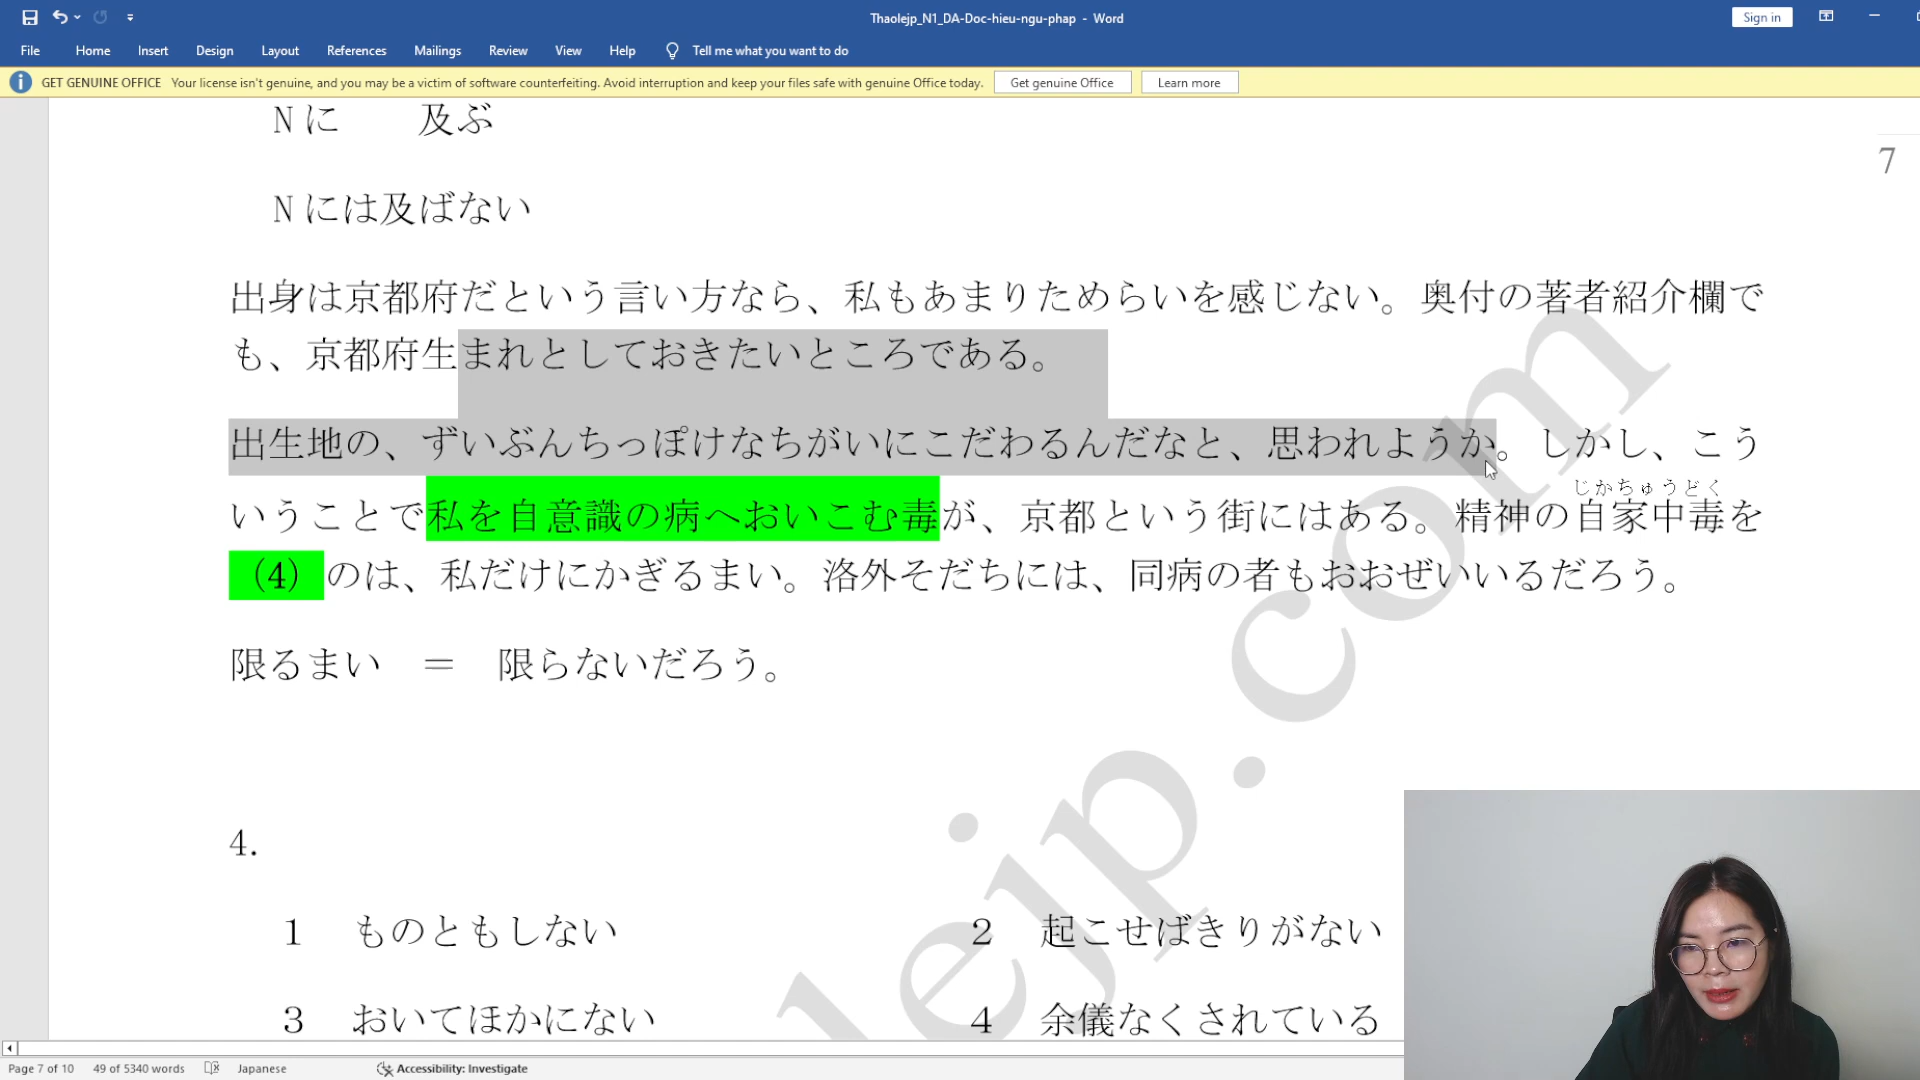 Thaolejp_N1_DA-Doc-hieu-ngu-phap - Word
Sign in
File Home Insert Design Layout References Mailings Review View Help Tell me what you want to do
GET GENUINE OFFICE Your license isn't genuine, and you may be a victim of software counterfeiting. Avoid interruption and keep your files safe with genuine Office today. Get genuine Office Learn more
Nに　及ぶ
7
Nには及ばない
出身は京都府だという言い方なら、私もあまりためらいを感じない。奥付の著者紹介欄で
も、京都府生まれとしておきたいところである。
出生地の、ずいぶんちっぽけなちがいにこだわるんだなと、思われようか。しかし、こう
じかちゅうどく
いうことで私を自意識の病へおいこむ毒が、京都という街にはある。精神の自家中毒を
（4）のは、私だけにかぎるまい。洛外そだちには、同病の者もおおぜいいるだろう。
限るまい　＝　限らないだろう。
4.
1　ものともしない　2　起こせばきりがない
3　おいてほかにない　4　余儀なくされている
lejp.com
Page 7 of 10 49 of 5340 words Japanese Accessibility: Investigate